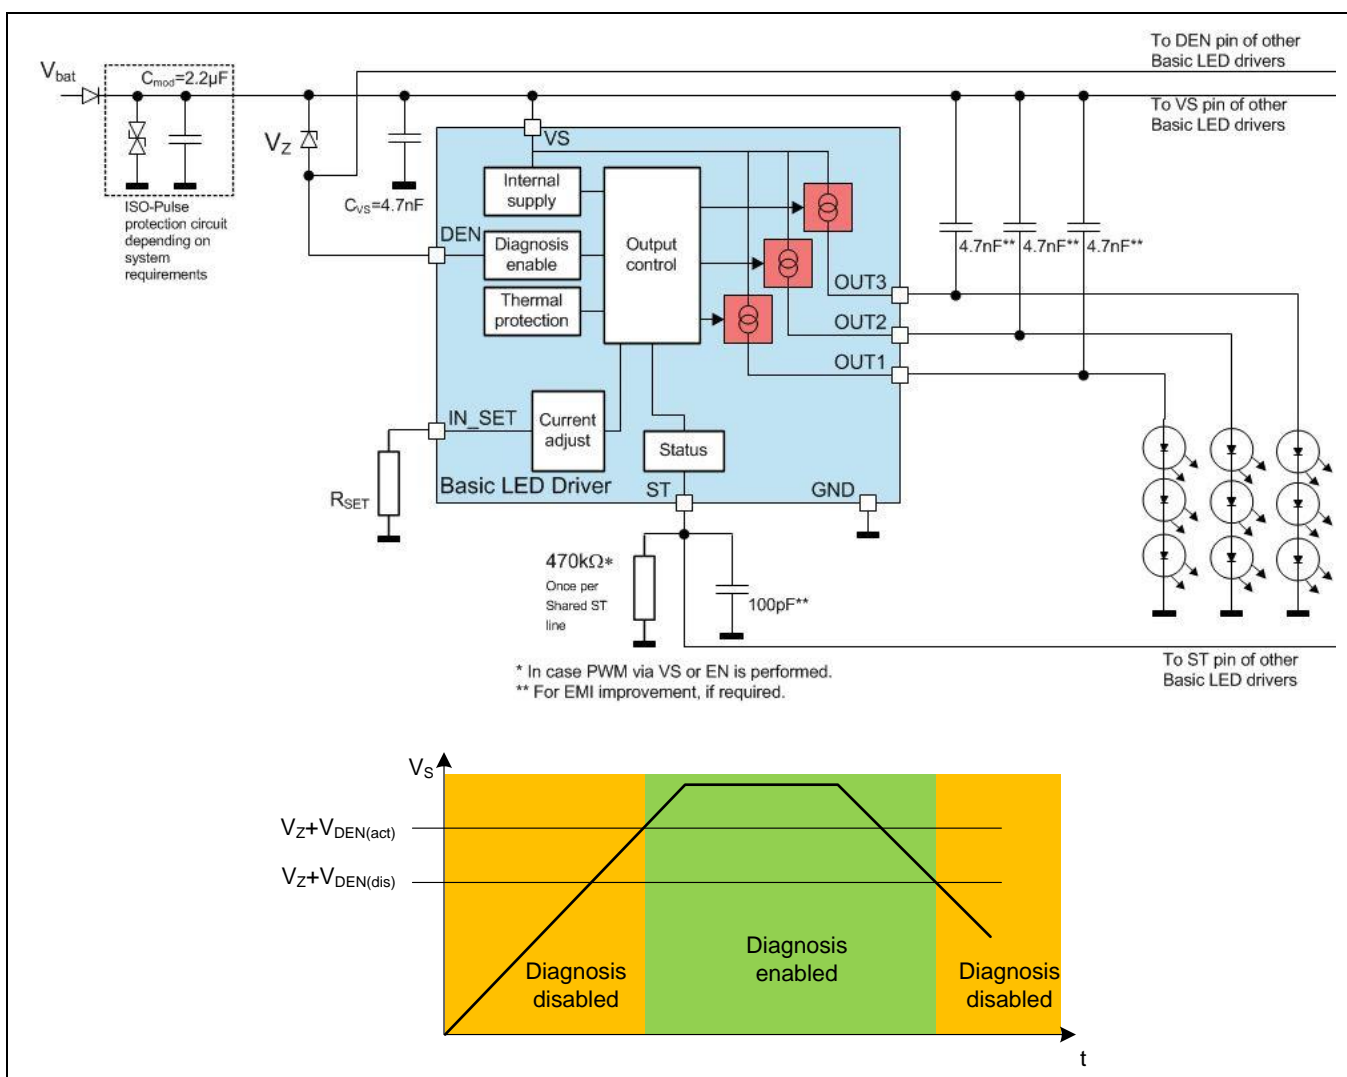 To DEN pin of other
Basic LED drivers
Vbat
Cmod=2.2µF
To VS pin of other
Basic LED drivers
VZ
VS
Internal
supply
CVS=4.7nF
ISO-Pulse
protection circuit
depending on
system
requirements
DEN
Diagnosis
enable
Output
control
4.7nF**
4.7nF**
4.7nF**
Thermal
protection
OUT3
OUT2
OUT1
IN_SET
Current
adjust
Status
RSET
Basic LED Driver
ST
GND
470kΩ*
Once per
Shared ST
line
100pF**
To ST pin of other
Basic LED drivers
* In case PWM via VS or EN is performed.
** For EMI improvement, if required.
VS
VZ+VDEN(act)
VZ+VDEN(dis)
Diagnosis
disabled
Diagnosis
enabled
Diagnosis
disabled
t